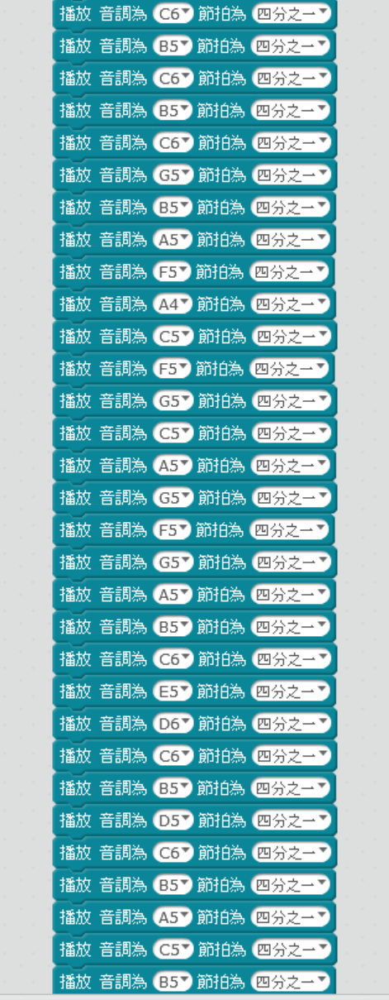 播放 音調為 C6 節拍為 四分之一
播放 音調為 B5 節拍為 四分之一
播放 音調為 C6 節拍為 四分之一
播放 音調為 B5 節拍為 四分之一
播放 音調為 C6 節拍為 四分之一
播放 音調為 G5 節拍為 四分之一
播放 音調為 B5 節拍為 四分之一
播放 音調為 A5 節拍為 四分之一
播放 音調為 F5 節拍為 四分之一
播放 音調為 A4 節拍為 四分之一
播放 音調為 C5 節拍為 四分之一
播放 音調為 F5 節拍為 四分之一
播放 音調為 G5 節拍為 四分之一
播放 音調為 C5 節拍為 四分之一
播放 音調為 A5 節拍為 四分之一
播放 音調為 G5 節拍為 四分之一
播放 音調為 F5 節拍為 四分之一
播放 音調為 G5 節拍為 四分之一
播放 音調為 A5 節拍為 四分之一
播放 音調為 B5 節拍為 四分之一
播放 音調為 C6 節拍為 四分之一
播放 音調為 E5 節拍為 四分之一
播放 音調為 D6 節拍為 四分之一
播放 音調為 C6 節拍為 四分之一
播放 音調為 B5 節拍為 四分之一
播放 音調為 D5 節拍為 四分之一
播放 音調為 C6 節拍為 四分之一
播放 音調為 B5 節拍為 四分之一
播放 音調為 A5 節拍為 四分之一
播放 音調為 C5 節拍為 四分之一
播放 音調為 B5 節拍為 四分之一